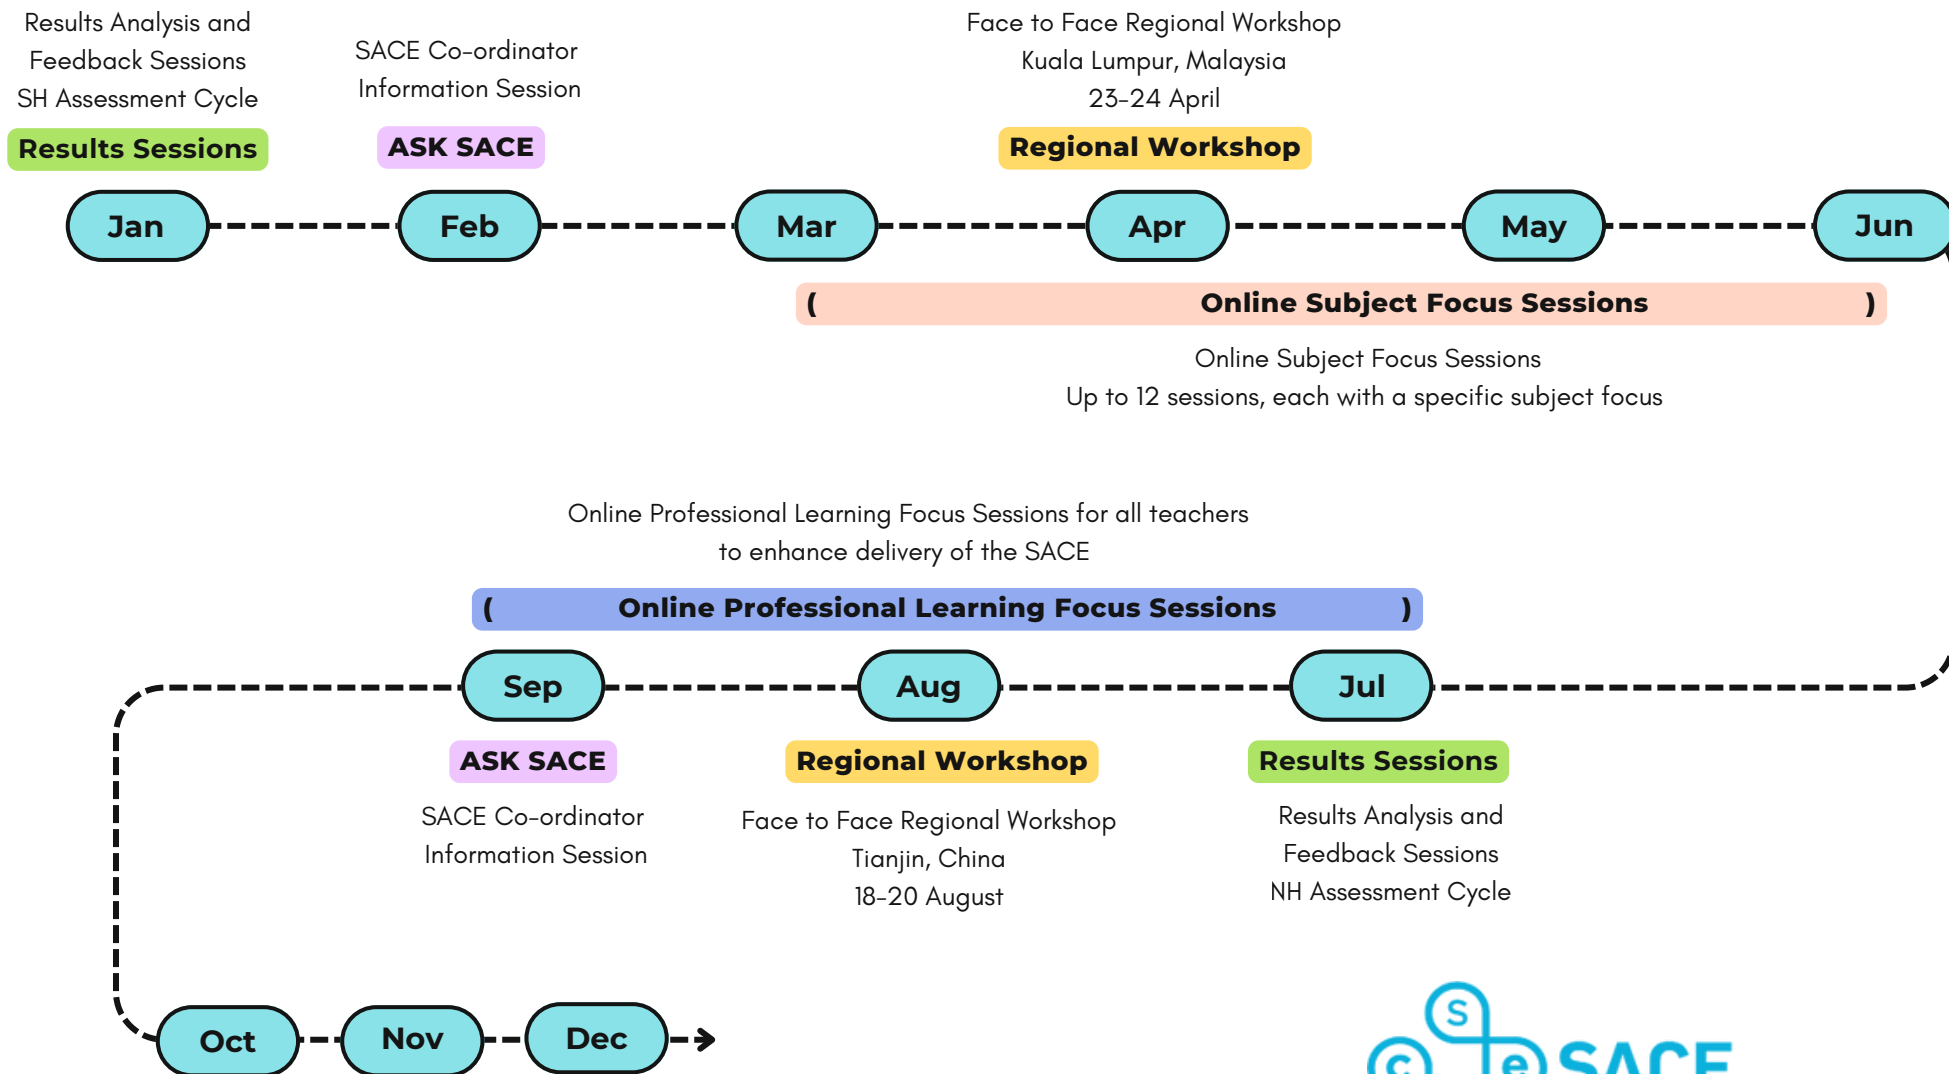 Results Analysis and
Feedback Sessions
SH Assessment Cycle
Results Sessions
SACE Co-ordinator
Information Session
ASK SACE
Face to Face Regional Workshop
Kuala Lumpur, Malaysia
23-24 April
Regional Workshop
Jan
Feb
Mar
Apr
May
Jun
( Online Subject Focus Sessions )
Online Subject Focus Sessions
Up to 12 sessions, each with a specific subject focus
Online Professional Learning Focus Sessions for all teachers
to enhance delivery of the SACE
( Online Professional Learning Focus Sessions )
Sep
Aug
Jul
ASK SACE
SACE Co-ordinator
Information Session
Regional Workshop
Face to Face Regional Workshop
Tianjin, China
18-20 August
Results Sessions
Results Analysis and
Feedback Sessions
NH Assessment Cycle
Oct
Nov
Dec
s
c e SACE